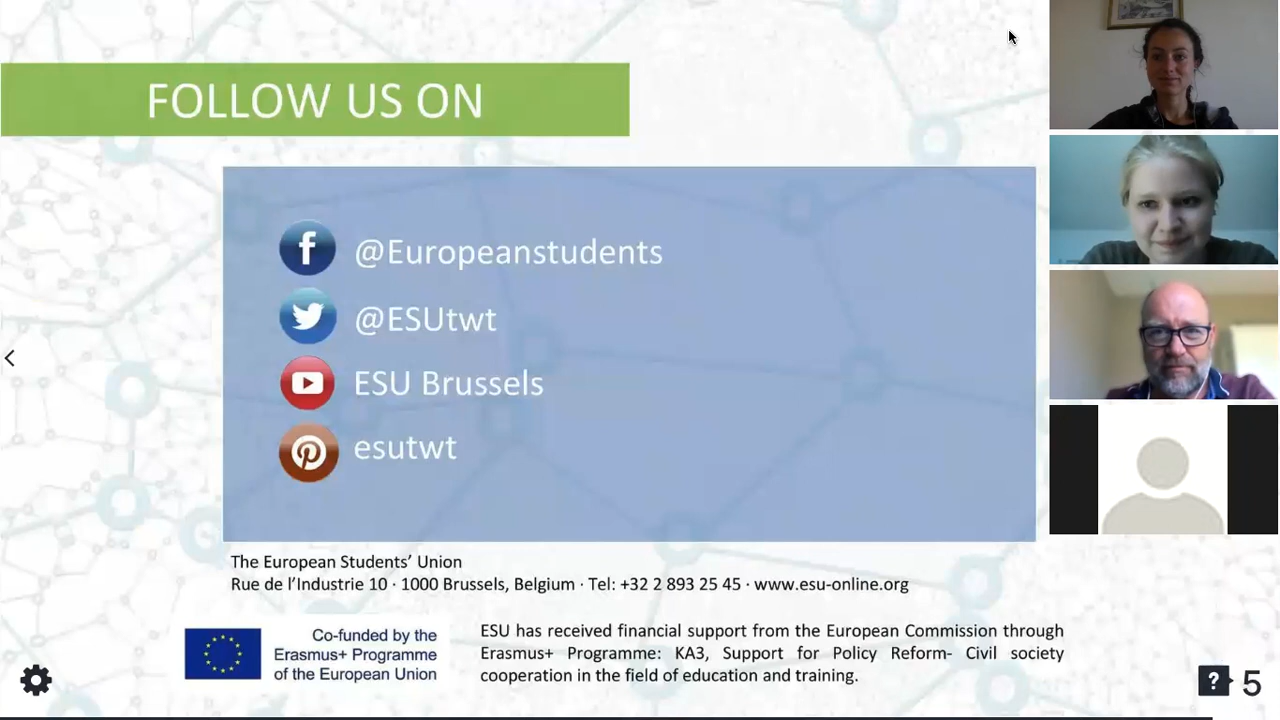 FOLLOW US ON
@Europeanstudents
@ESUtwt
ESU Brussels
esutwt
The European Students’ Union
Rue de l’Industrie 10 · 1000 Brussels, Belgium · Tel: +32 2 893 25 45 · www.esu-online.org
Co-funded by the
Erasmus+ Programme
of the European Union
ESU has received financial support from the European Commission through
Erasmus+ Programme: KA3, Support for Policy Reform- Civil society
cooperation in the field of education and training.
? 5